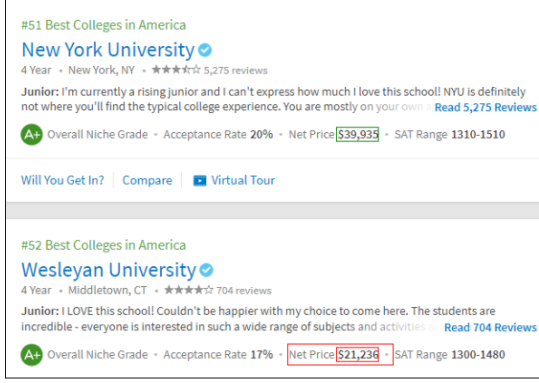 #51 Best Colleges in America
New York University
4 Year • New York, NY • 5,275 reviews
Junior: I'm currently a rising junior and I can't express how much I love this school! NYU is definitely
not where you'll find the typical college experience. You are mostly on your own a Read 5,275 Reviews
A+ Overall Niche Grade • Acceptance Rate 20% • Net Price $39,935 • SAT Range 1310-1510
Will You Get In? Compare Virtual Tour
#52 Best Colleges in America
Wesleyan University
4 Year • Middletown, CT • 704 reviews
Junior: I LOVE this school! Couldn't be happier with my choice to come here. The students are
incredible - everyone is interested in such a wide range of subjects and activities Read 704 Reviews
A+ Overall Niche Grade • Acceptance Rate 17% • Net Price $21,236 • SAT Range 1300-1480